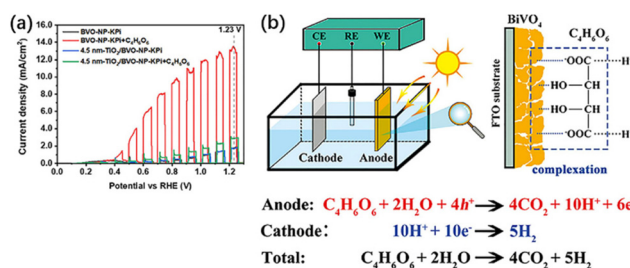 (a)
1.23 V
BVO-NP-KPi
BVO-NP-KPi+C₄H₆O₆
4.5 nm-TiO₂/BVO-NP-KPi
4.5 nm-TiO₂/BVO-NP-KPi+C₄H₆O₆
Current density (mA/cm²)
16.0
14.0
12.0
10.0
8.0
6.0
4.0
2.0
0.0
0.0 0.2 0.4 0.6 0.8 1.0 1.2
Potential vs RHE (V)
(b)
CE RE WE
Cathode Anode
BiVO₄
C₄H₆O₆
FTO substrate
OOC H
HO
HO
OOC H
complexation
Anode: C₄H₆O₆ + 2H₂O + 4h⁺ → 4CO₂ + 10H⁺ + 6e
Cathode: 10H⁺ + 10e⁻ → 5H₂
Total: C₄H₆O₆ + 2H₂O → 4CO₂ + 5H₂